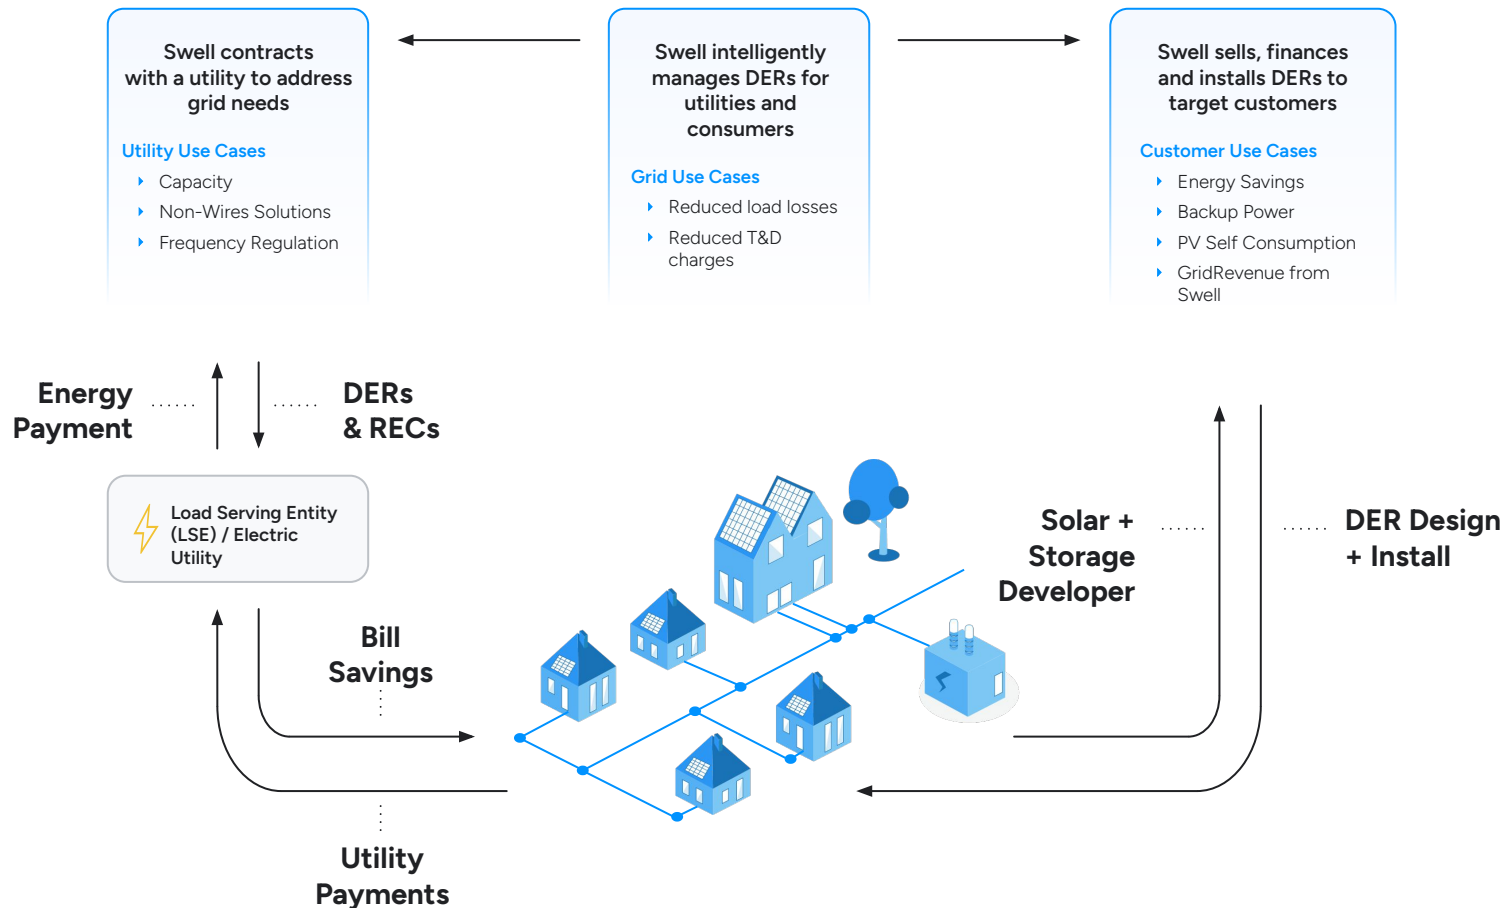 Swell contracts
with a utility to address
grid needs
Utility Use Cases
Capacity
Non-Wires Solutions
Frequency Regulation
Swell intelligently
manages DERs for
utilities and
consumers
Grid Use Cases
Reduced load losses
Reduced T&D
charges
Swell sells, finances
and installs DERs to
target customers
Customer Use Cases
Energy Savings
Backup Power
PV Self Consumption
GridRevenue from
Swell
Energy
Payment
DERs
& RECs
Load Serving Entity
(LSE) / Electric
Utility
Bill
Savings
Utility
Payments
Solar +
Storage
Developer
DER Design
+ Install